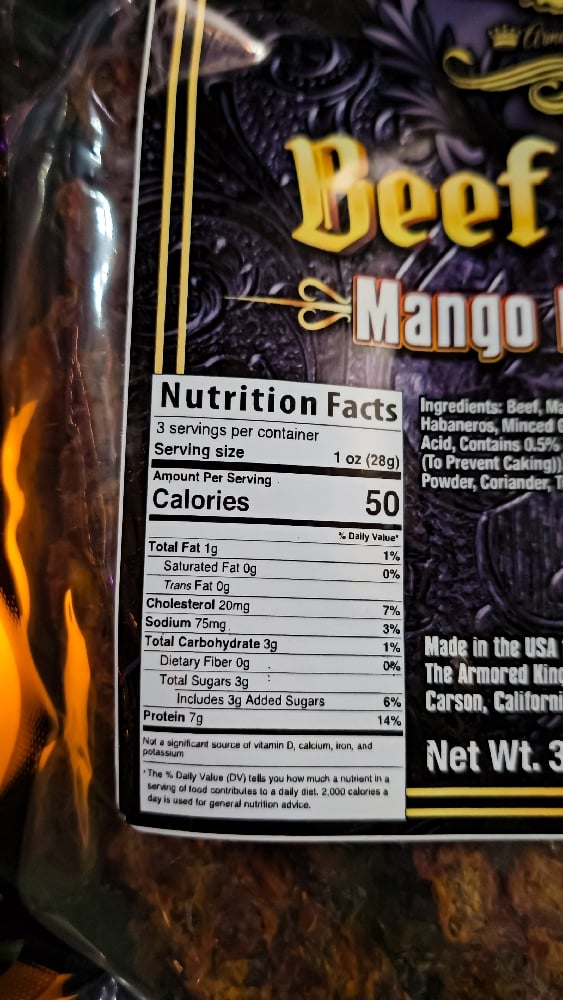 Beef
Mango
Nutrition Facts
3 servings per container
Serving size 1 oz (28g)
Amount Per Serving
Calories 50
% Daily Value*
Total Fat 1g 1%
Saturated Fat 0g 0%
Trans Fat 0g
Cholesterol 20mg 7%
Sodium 75mg 3%
Total Carbohydrate 3g 1%
Dietary Fiber 0g 0%
Total Sugars 3g
Includes 3g Added Sugars 6%
Protein 7g 14%
Not a significant source of vitamin D, calcium, iron, and
potassium
*The % Daily Value (DV) tells you how much a nutrient in a
serving of food contributes to a daily diet. 2,000 calories a
day is used for general nutrition advice.
Ingredients: Beef, Ma
Habaneros, Minced
Acid, Contains 0.5%
(To Prevent Caking))
Powder, Coriander, T
Made in the USA
The Armored King
Carson, Californi
Net Wt. 3